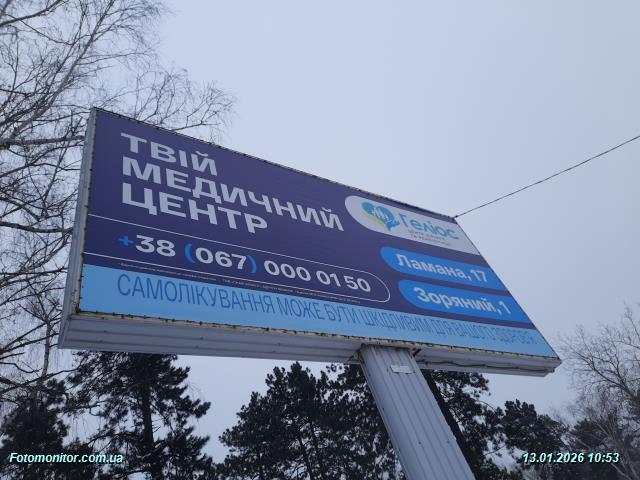 ТВІЙ
МЕДИЧНИЙ
ЦЕНТР
Геліос
+38 (067) 000 01 50
Ламана, 17
Зоряний, 1
САМОЛІКУВАННЯ МОЖЕ БУТИ ШКІДЛИВИМ ДЛЯ ВАШОГО ЗДОРОВ'Я
Fotomonitor.com.ua
13.01.2026 10:53